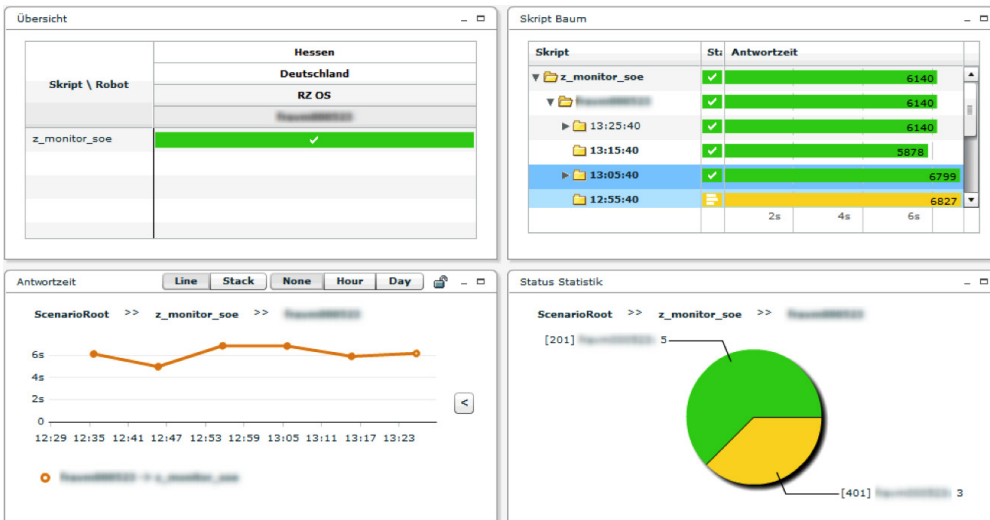 Übersicht
Skript \ Robot
Hessen
Deutschland
RZ OS
z_monitor_soe
Skript Baum
Skript Sta Antwortzeit
z_monitor_soe 6140
6140
13:25:40 6140
13:15:40 5878
13:05:40 6799
12:55:40 6827
2s 4s 6s
Antwortzeit Line Stack None Hour Day
ScenarioRoot >> z_monitor_soe >>
6s
4s
2s
0
<
12:29 12:35 12:41 12:47 12:53 12:59 13:05 13:11 13:17 13:23
Status Statistik
ScenarioRoot >> z_monitor_soe >>
[201] 5
[401] 3